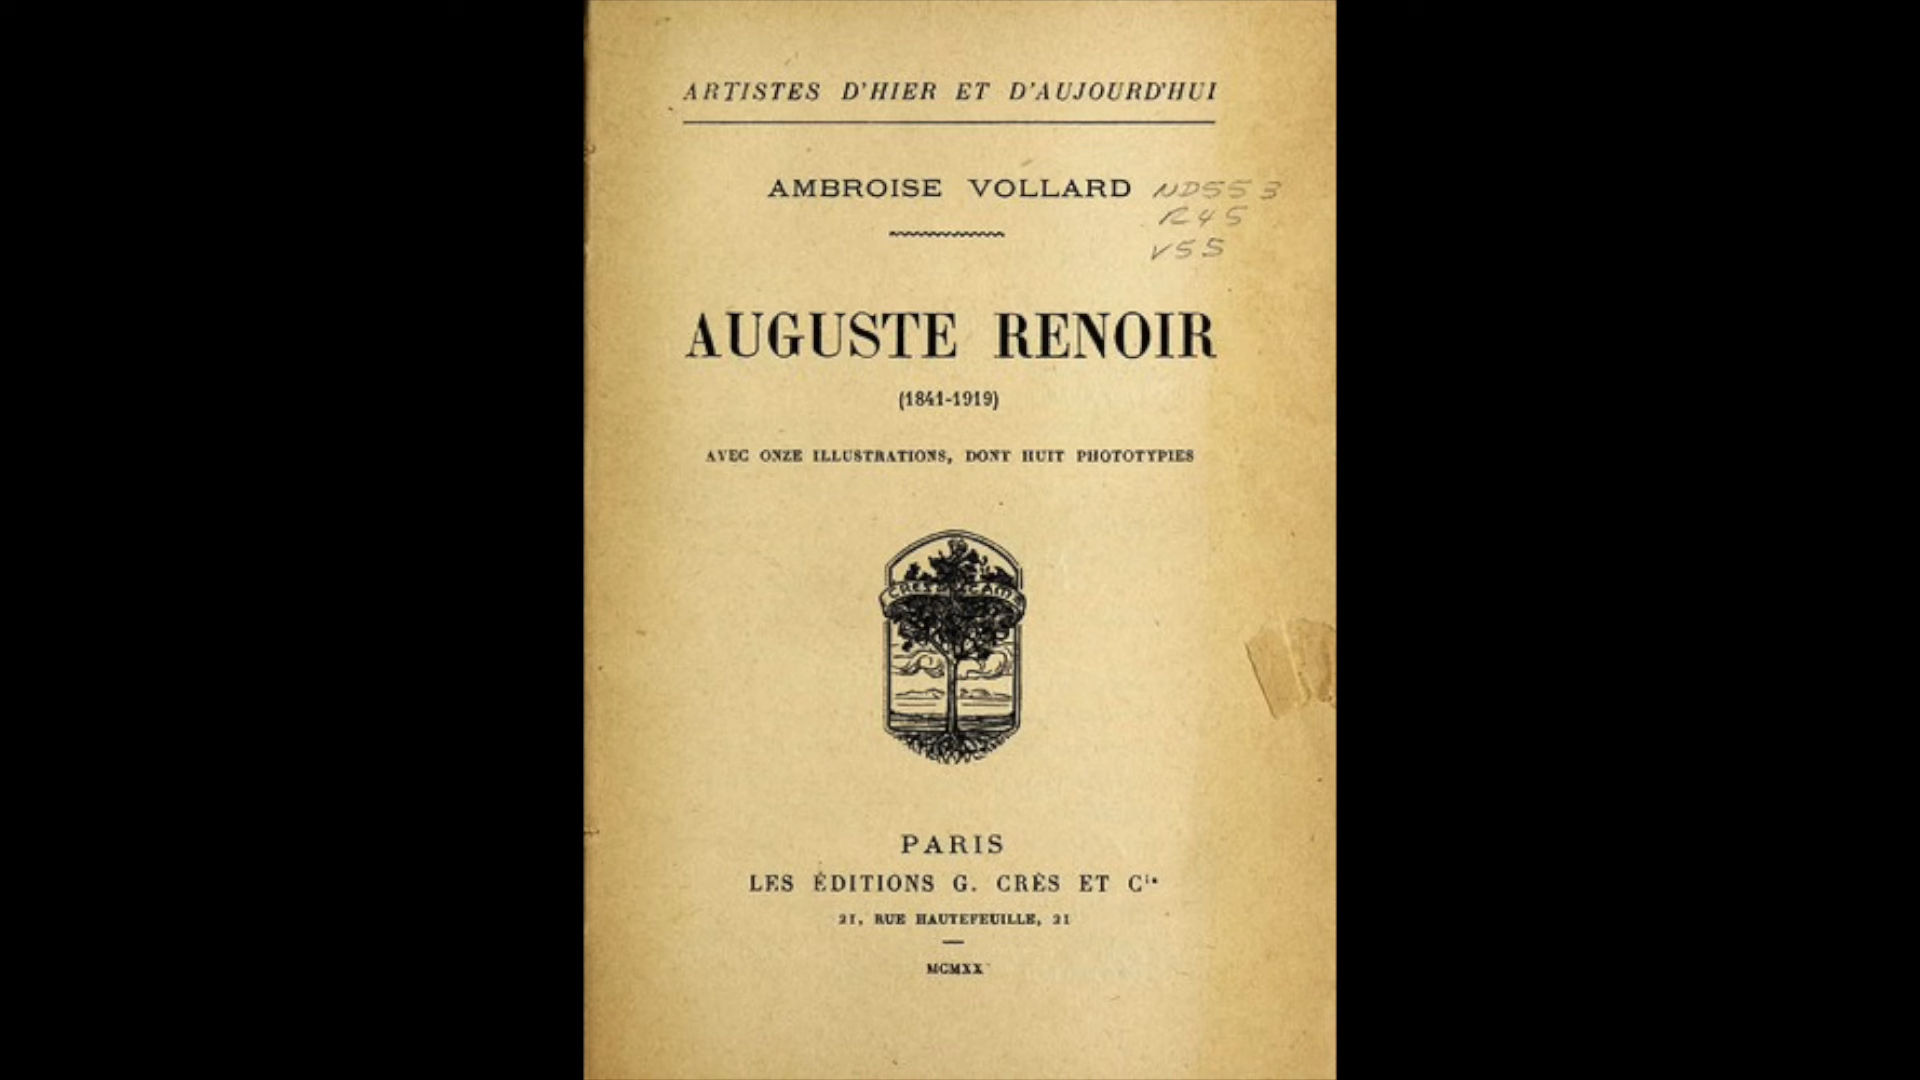 ARTISTES D'HIER ET D'AUJOURD'HUI
AMBROISE VOLLARD
ND553
R45
V55
AUGUSTE RENOIR
(1841-1919)
AVEC ONZE ILLUSTRATIONS, DONT HUIT PHOTOTYPIES
PARIS
LES ÉDITIONS G. CRÈS ET Cie
21, RUE HAUTEFEUILLE, 21
MCMXX